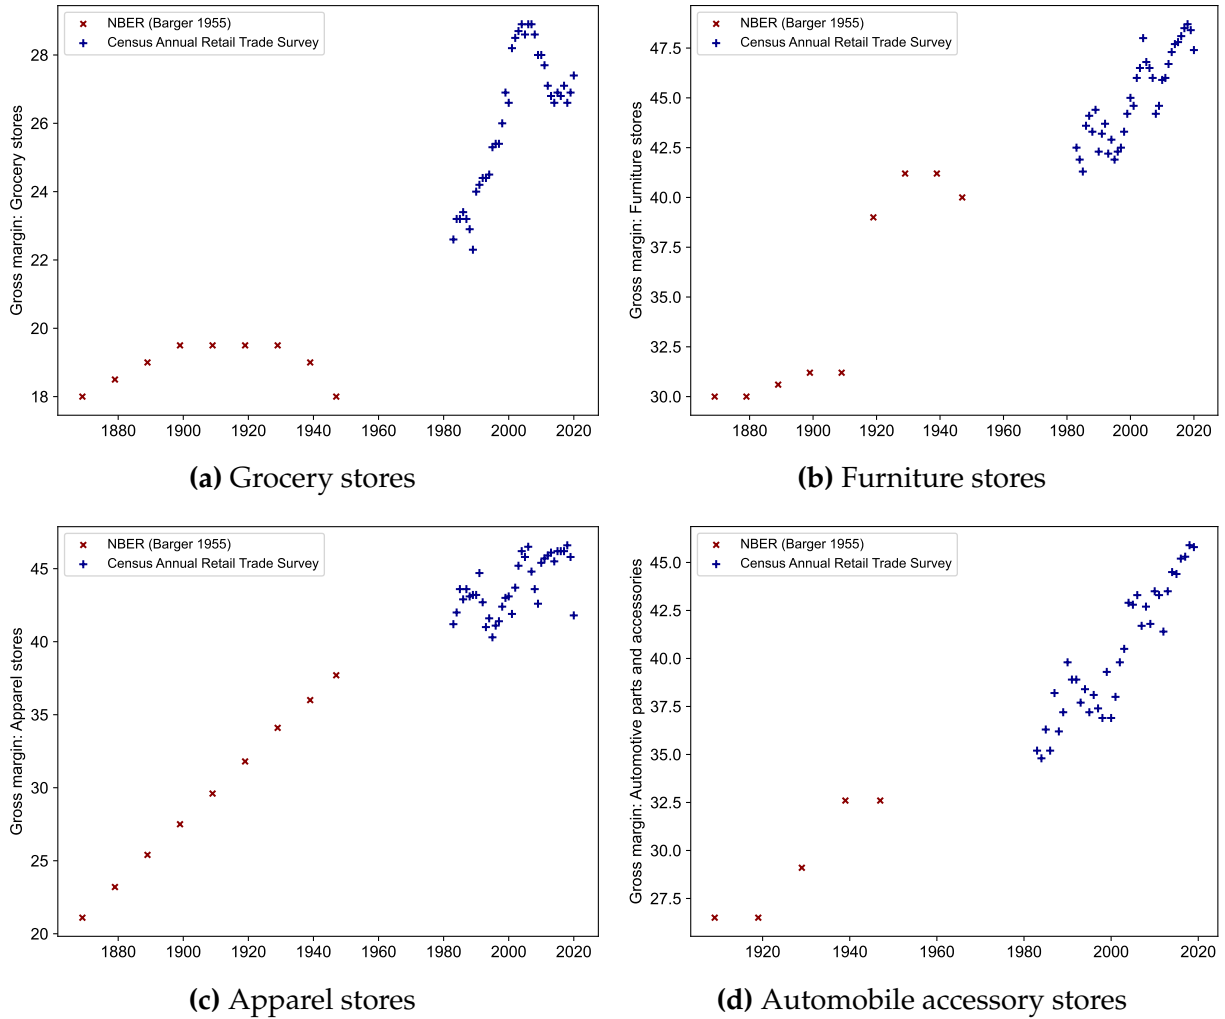 NBER (Barger 1955)
Census Annual Retail Trade Survey
Gross margin: Grocery stores
28
26
24
22
20
18
1880 1900 1920 1940 1960 1980 2000 2020
(a) Grocery stores
NBER (Barger 1955)
Census Annual Retail Trade Survey
Gross margin: Furniture stores
47.5
45.0
42.5
40.0
37.5
35.0
32.5
30.0
1880 1900 1920 1940 1960 1980 2000 2020
(b) Furniture stores
NBER (Barger 1955)
Census Annual Retail Trade Survey
Gross margin: Apparel stores
45
40
35
30
25
20
1880 1900 1920 1940 1960 1980 2000 2020
(c) Apparel stores
NBER (Barger 1955)
Census Annual Retail Trade Survey
Gross margin: Automotive parts and accessories
45.0
42.5
40.0
37.5
35.0
32.5
30.0
27.5
1920 1940 1960 1980 2000 2020
(d) Automobile accessory stores